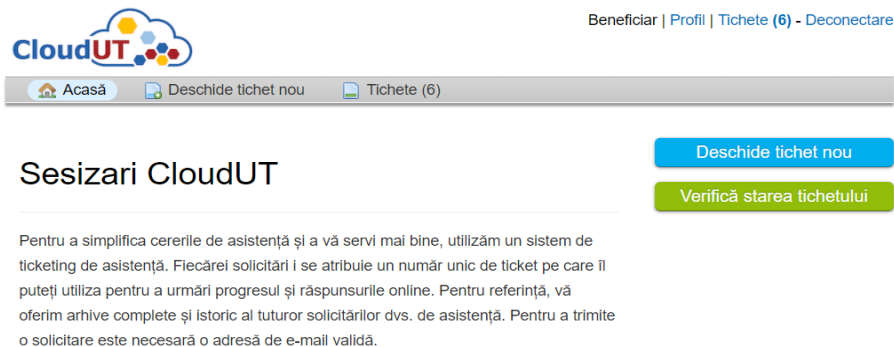 CloudUT
Beneficiar | Profil | Tichete (6) - Deconectare
Acasă Deschide tichet nou Tichete (6)
Sesizari CloudUT
Deschide tichet nou
Verifică starea tichetului
Pentru a simplifica cererile de asistență și a vă servi mai bine, utilizăm un sistem de
ticketing de asistență. Fiecărei solicitări i se atribuie un număr unic de ticket pe care îl
puteți utiliza pentru a urmări progresul și răspunsurile online. Pentru referință, vă
oferim arhive complete și istoric al tuturor solicitărilor dvs. de asistență. Pentru a trimite
o solicitare este necesară o adresă de e-mail validă.